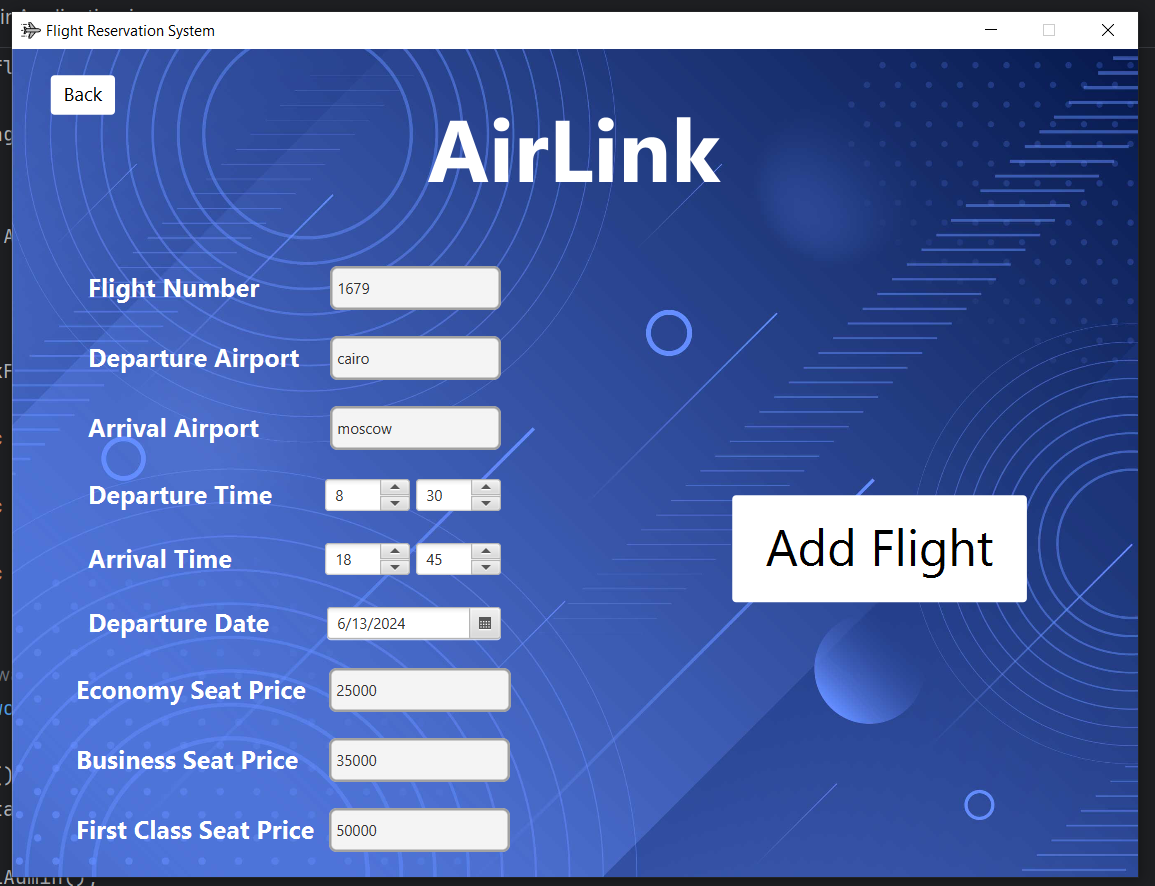 Flight Reservation System
Back
AirLink
Flight Number 1679
Departure Airport cairo
Arrival Airport moscow
Departure Time 8 30
Arrival Time 18 45
Add Flight
Departure Date 6/13/2024
Economy Seat Price 25000
Business Seat Price 35000
First Class Seat Price 50000